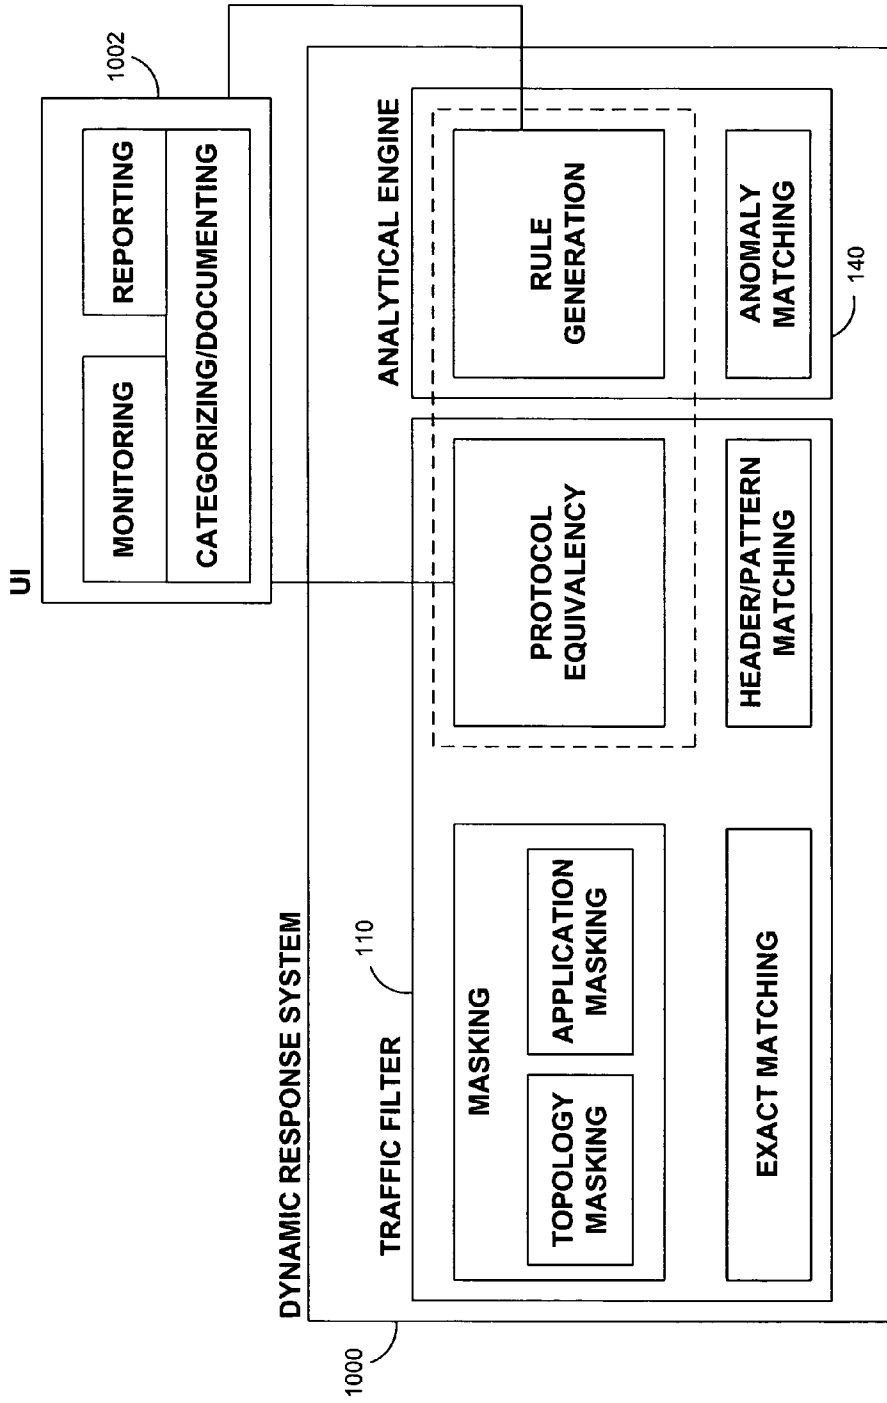 UI
MONITORING
REPORTING
CATEGORIZING/DOCUMENTING
1002
DYNAMIC RESPONSE SYSTEM
1000
TRAFFIC FILTER
110
MASKING
TOPOLOGY
MASKING
APPLICATION
MASKING
PROTOCOL
EQUIVALENCY
EXACT MATCHING
HEADER/PATTERN
MATCHING
ANALYTICAL ENGINE
RULE
GENERATION
ANOMALY
MATCHING
140